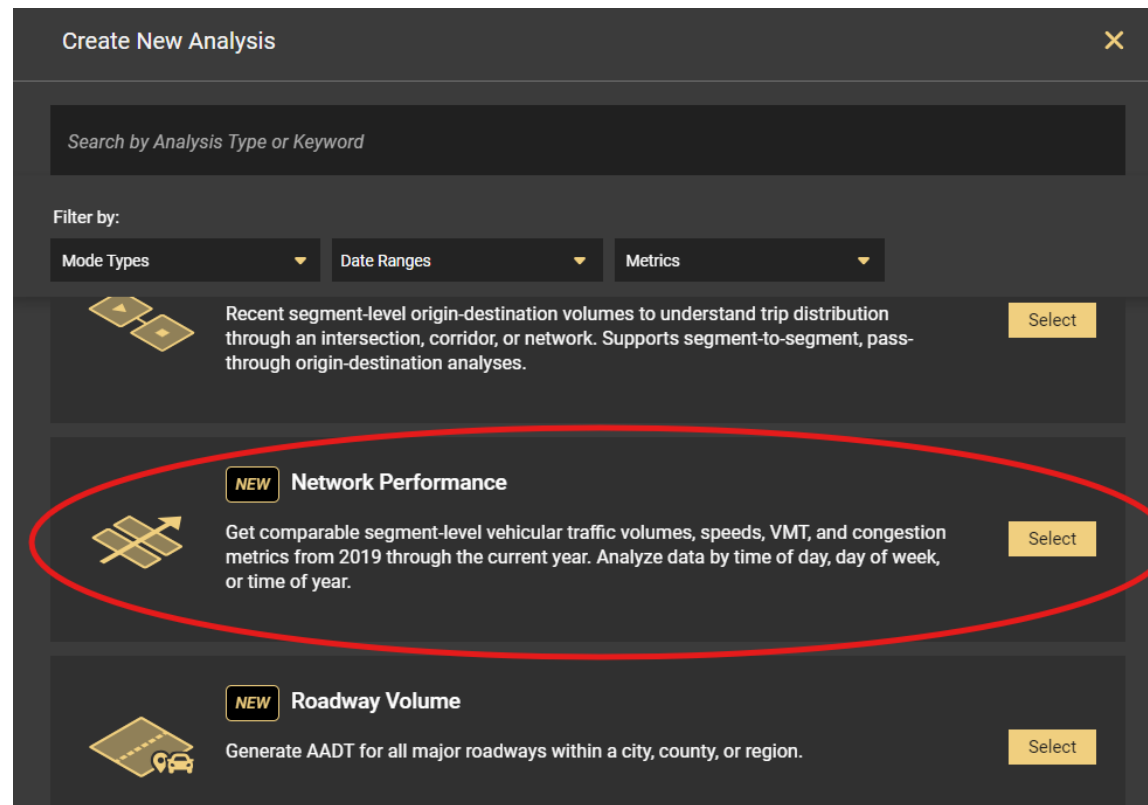 Create New Analysis
Search by Analysis Type or Keyword
Filter by:
Mode Types
Date Ranges
Metrics
Recent segment-level origin-destination volumes to understand trip distribution
through an intersection, corridor, or network. Supports segment-to-segment, pass-
through origin-destination analyses.
Select
NEW Network Performance
Get comparable segment-level vehicular traffic volumes, speeds, VMT, and congestion
metrics from 2019 through the current year. Analyze data by time of day, day of week,
or time of year.
Select
NEW Roadway Volume
Generate AADT for all major roadways within a city, county, or region.
Select